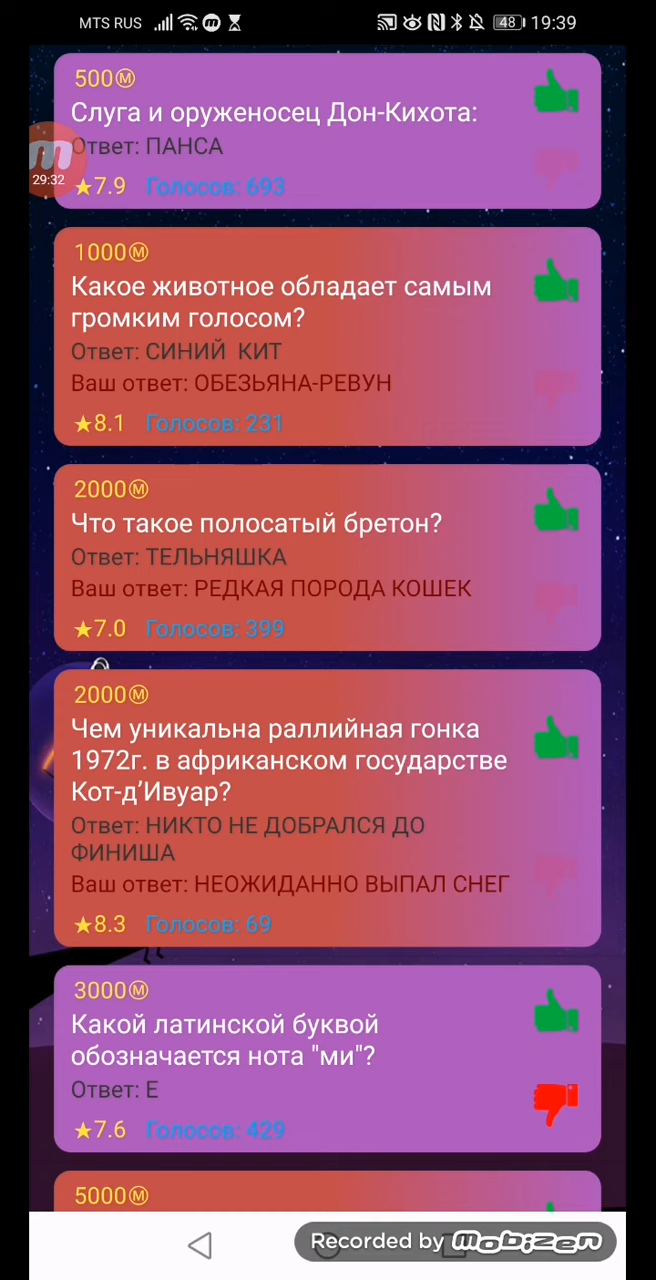 MTS RUS 48 19:39
500Ⓜ
Слуга и оруженосец Дон-Кихота:
Ответ: ПАНСА
29:32
★7.9 Голосов: 693
1000Ⓜ
Какое животное обладает самым
громким голосом?
Ответ: СИНИЙ КИТ
Ваш ответ: ОБЕЗЬЯНА-РЕВУН
★8.1 Голосов: 231
2000Ⓜ
Что такое полосатый бретон?
Ответ: ТЕЛЬНЯШКА
Ваш ответ: РЕДКАЯ ПОРОДА КОШЕК
★7.0 Голосов: 399
2000Ⓜ
Чем уникальна раллийная гонка
1972г. в африканском государстве
Кот-д’Ивуар?
Ответ: НИКТО НЕ ДОБРАЛСЯ ДО
ФИНИША
Ваш ответ: НЕОЖИДАННО ВЫПАЛ СНЕГ
★8.3 Голосов: 69
3000Ⓜ
Какой латинской буквой
обозначается нота "ми"?
Ответ: E
★7.6 Голосов: 429
5000Ⓜ
Recorded by mobizen